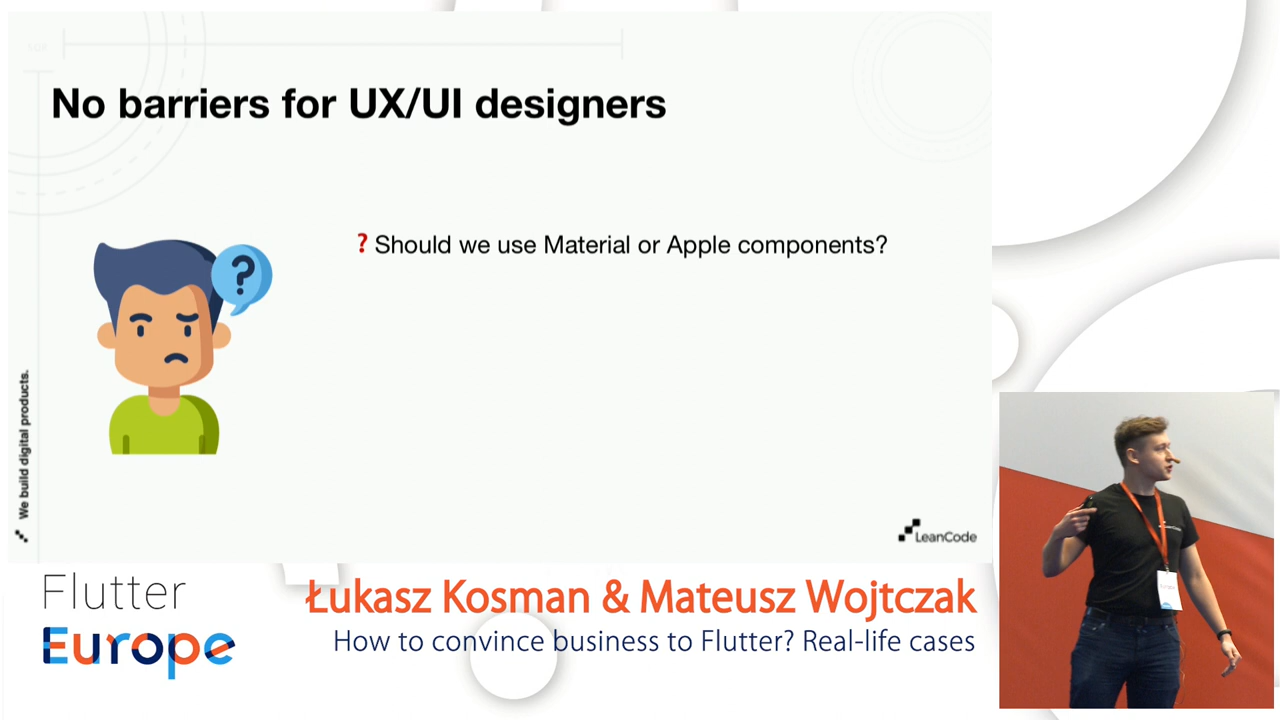 No barriers for UX/UI designers
? Should we use Material or Apple components?
?
We build digital products.
LeanCode
Flutter
Europe
Łukasz Kosman & Mateusz Wojtczak
How to convince business to Flutter? Real-life cases